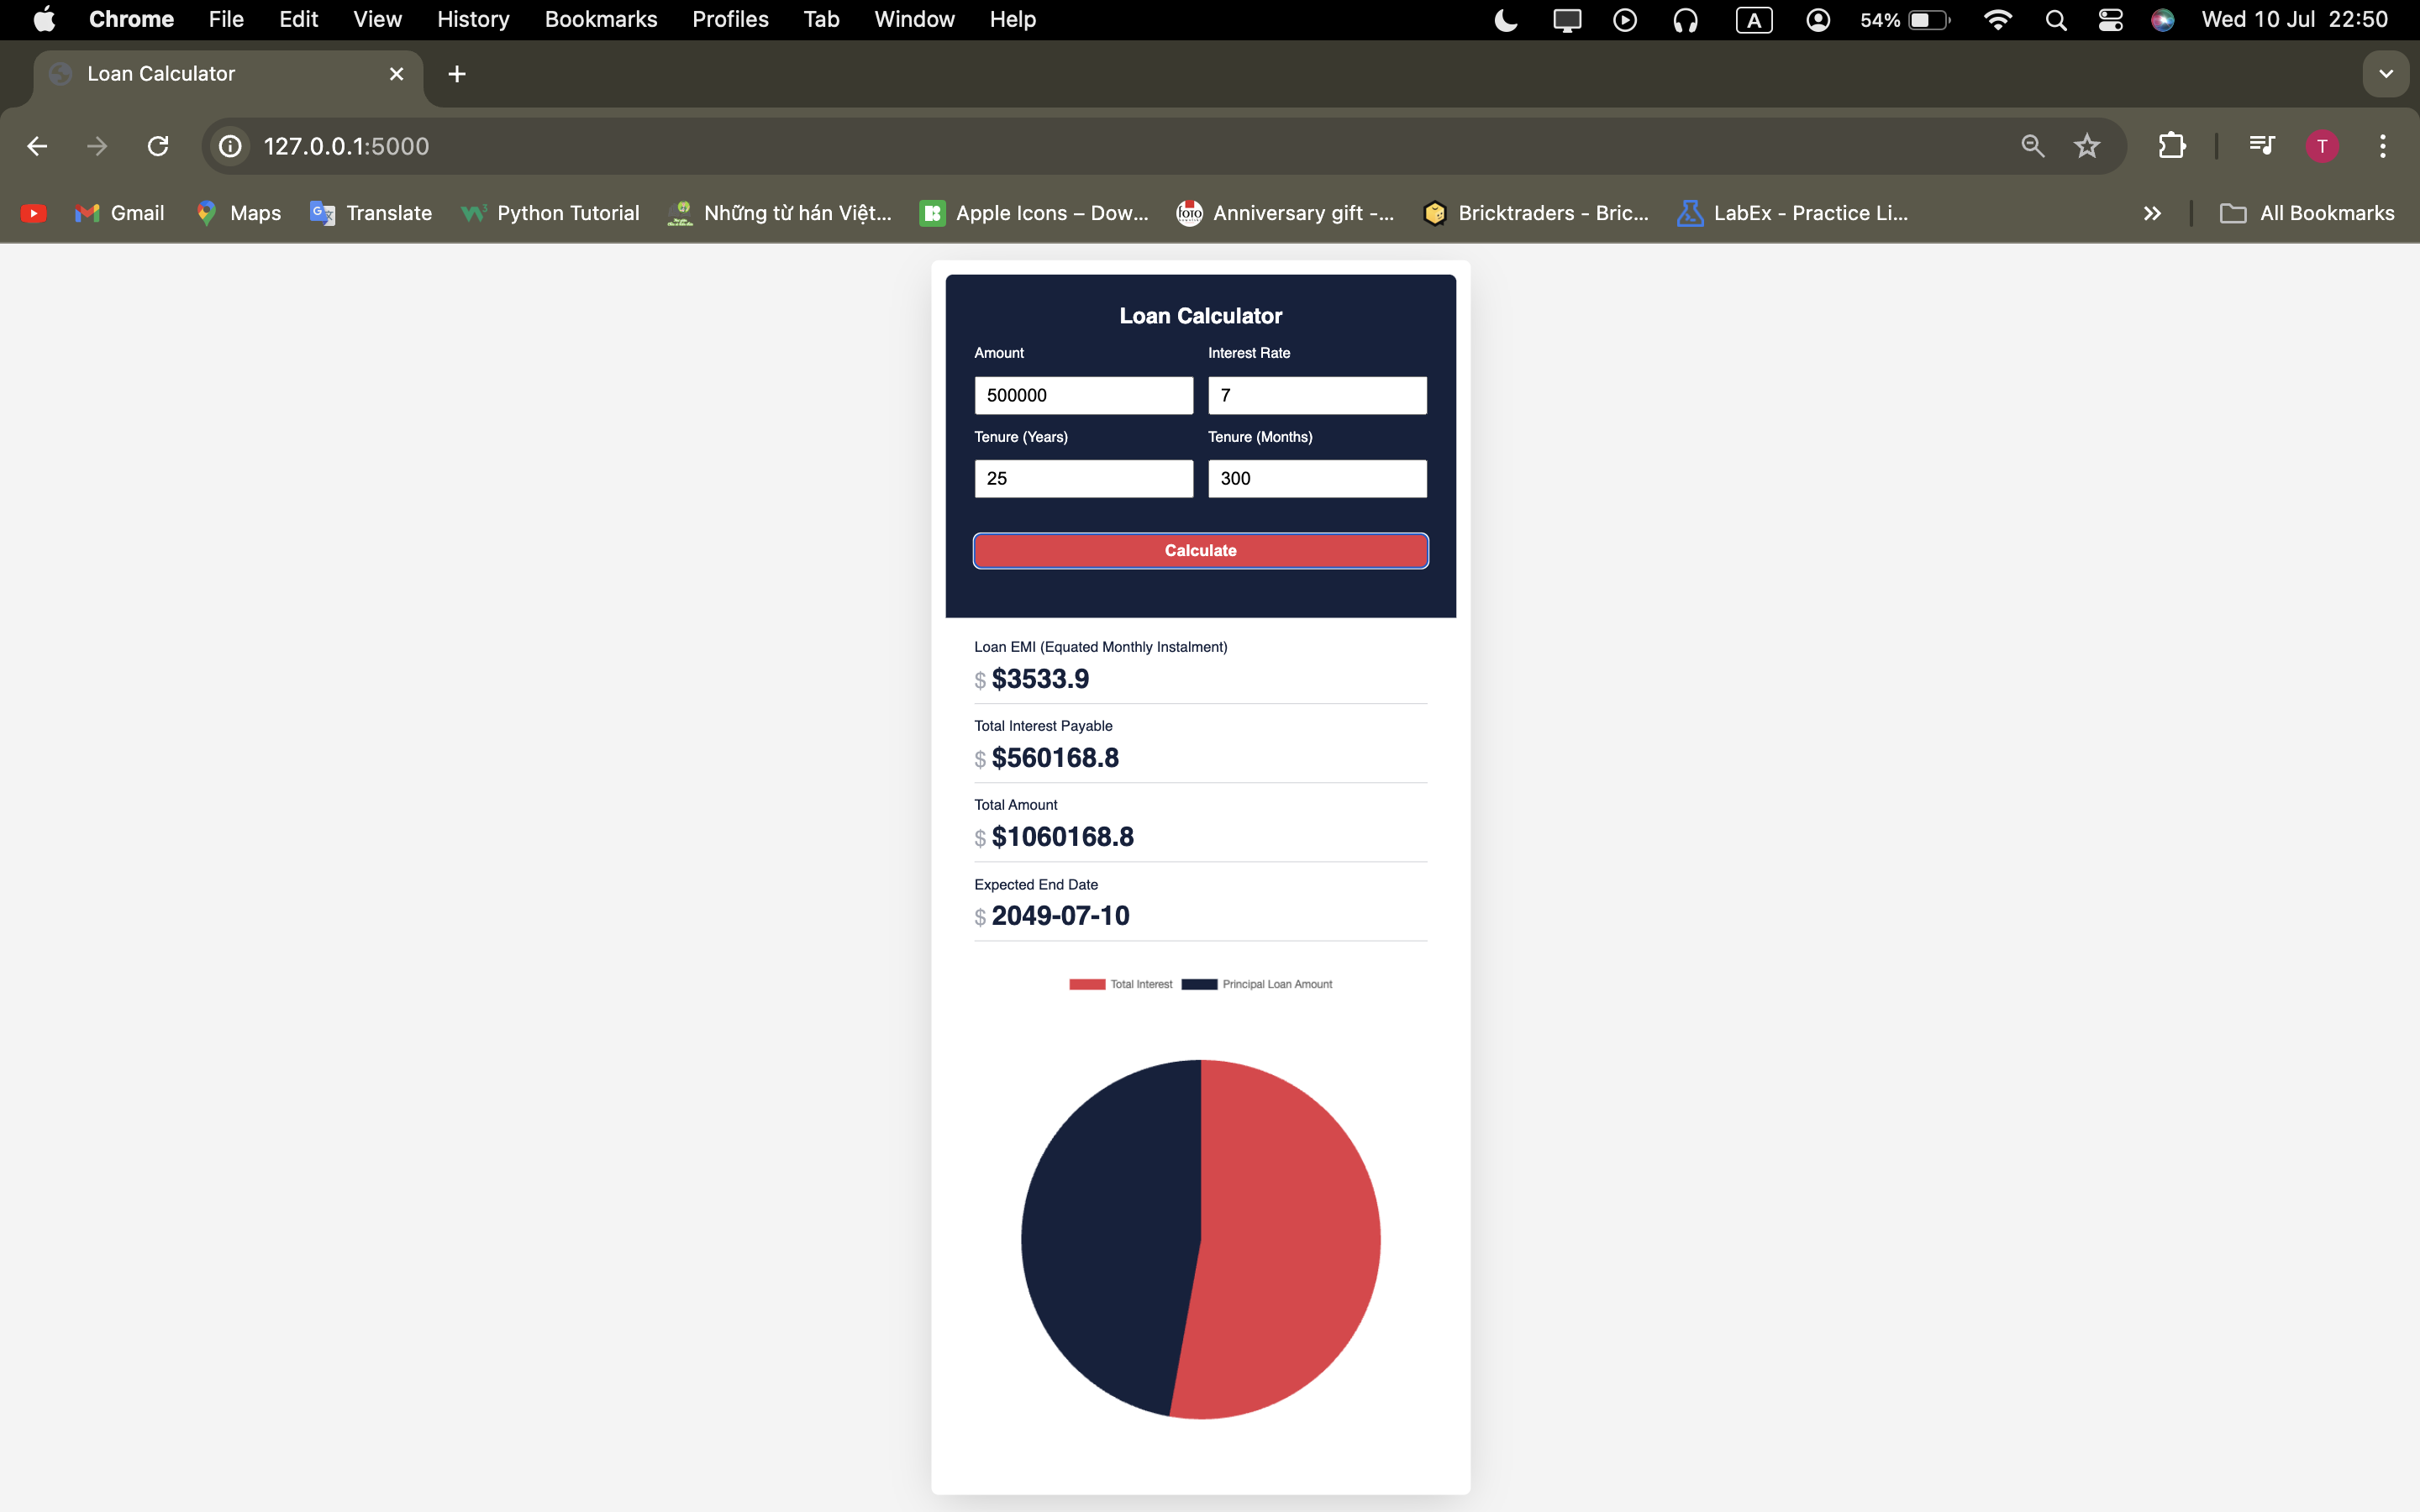 Chrome File Edit View History Bookmarks Profiles Tab Window Help A 54% Wed 10 Jul 22:50
Loan Calculator
127.0.0.1:5000 T
Gmail Maps Translate Python Tutorial Những từ hán Việt... Apple Icons – Dow... Anniversary gift -... Bricktraders - Bric... LabEx - Practice Li... All Bookmarks
Loan Calculator
Amount Interest Rate
500000 7
Tenure (Years) Tenure (Months)
25 300
Calculate
Loan EMI (Equated Monthly Instalment)
$ $3533.9
Total Interest Payable
$ $560168.8
Total Amount
$ $1060168.8
Expected End Date
$ 2049-07-10
Total Interest Principal Loan Amount